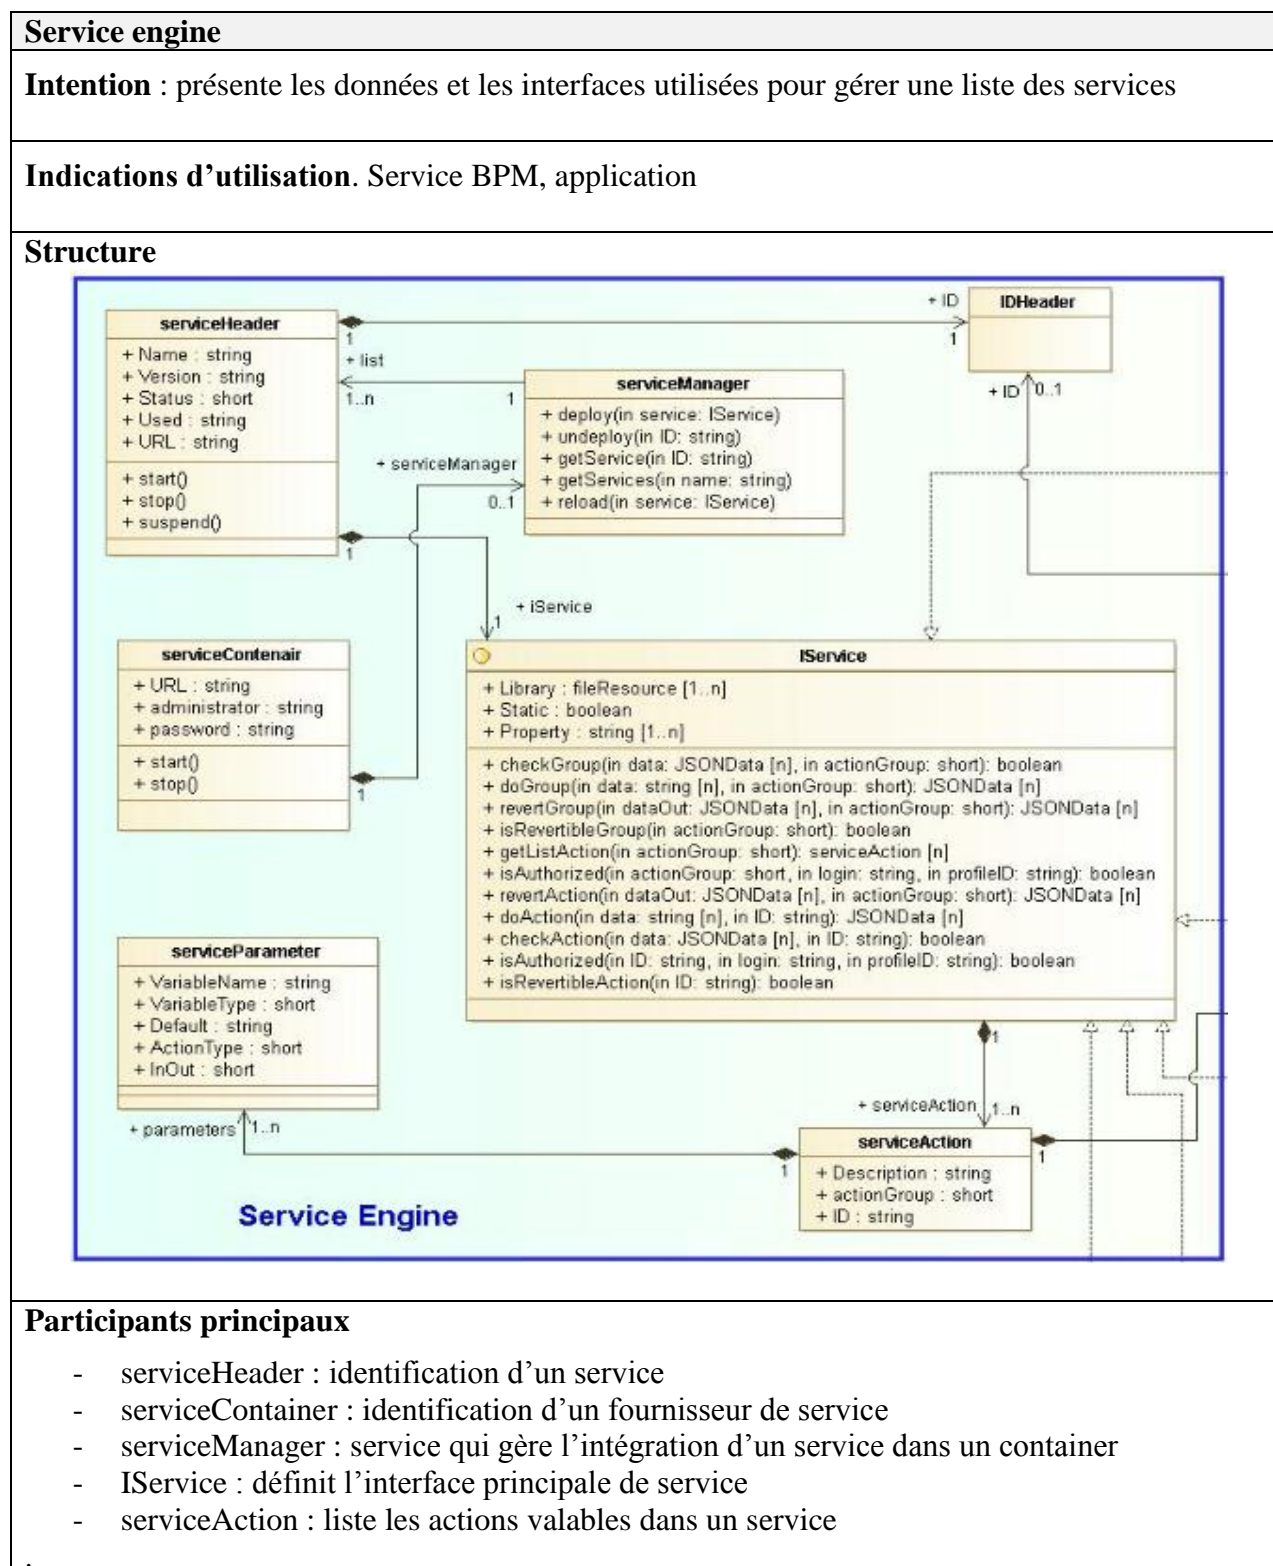 Service engine
Intention : présente les données et les interfaces utilisées pour gérer une liste des services
Indications d’utilisation. Service BPM, application
Structure
serviceHeader
+ Name : string
+ Version : string
+ Status : short
+ Used : string
+ URL : string
+ start()
+ stop()
+ suspend()
1
+ ID
1
IDHeader
+ list
1..n
1
+ ID
0..1
serviceManager
+ deploy(in service: IService)
+ undeploy(in ID: string)
+ getService(in ID: string)
+ getServices(in name: string)
+ reload(in service: IService)
+ serviceManager
0..1
1
+ iService
1
serviceContenair
+ URL : string
+ administrator : string
+ password : string
+ start()
+ stop()
1
IService
+ Library : fileResource [1..n]
+ Static : boolean
+ Property : string [1..n]
+ checkGroup(in data: JSONData [n], in actionGroup: short): boolean
+ doGroup(in data: string [n], in actionGroup: short): JSONData [n]
+ revertGroup(in dataOut: JSONData [n], in actionGroup: short): JSONData [n]
+ isRevertibleGroup(in actionGroup: short): boolean
+ getListAction(in actionGroup: short): serviceAction [n]
+ isAuthorized(in actionGroup: short, in login: string, in profileID: string): boolean
+ revertAction(in dataOut: JSONData [n], in actionGroup: short): JSONData [n]
+ doAction(in data: string [n], in ID: string): JSONData [n]
+ checkAction(in data: JSONData [n], in ID: string): boolean
+ isAuthorized(in ID: string, in login: string, in profileID: string): boolean
+ isRevertibleAction(in ID: string): boolean
serviceParameter
+ VariableName : string
+ VariableType : short
+ Default : string
+ ActionType : short
+ InOut : short
1
+ serviceAction
1..n
+ parameters
1..n
serviceAction
+ Description : string
+ actionGroup : short
+ ID : string
1
1
Service Engine
Participants principaux
- serviceHeader : identification d’un service
- serviceContainer : identification d’un fournisseur de service
- serviceManager : service qui gère l’intégration d’un service dans un container
- IService : définit l’interface principale de service
- serviceAction : liste les actions valables dans un service
.